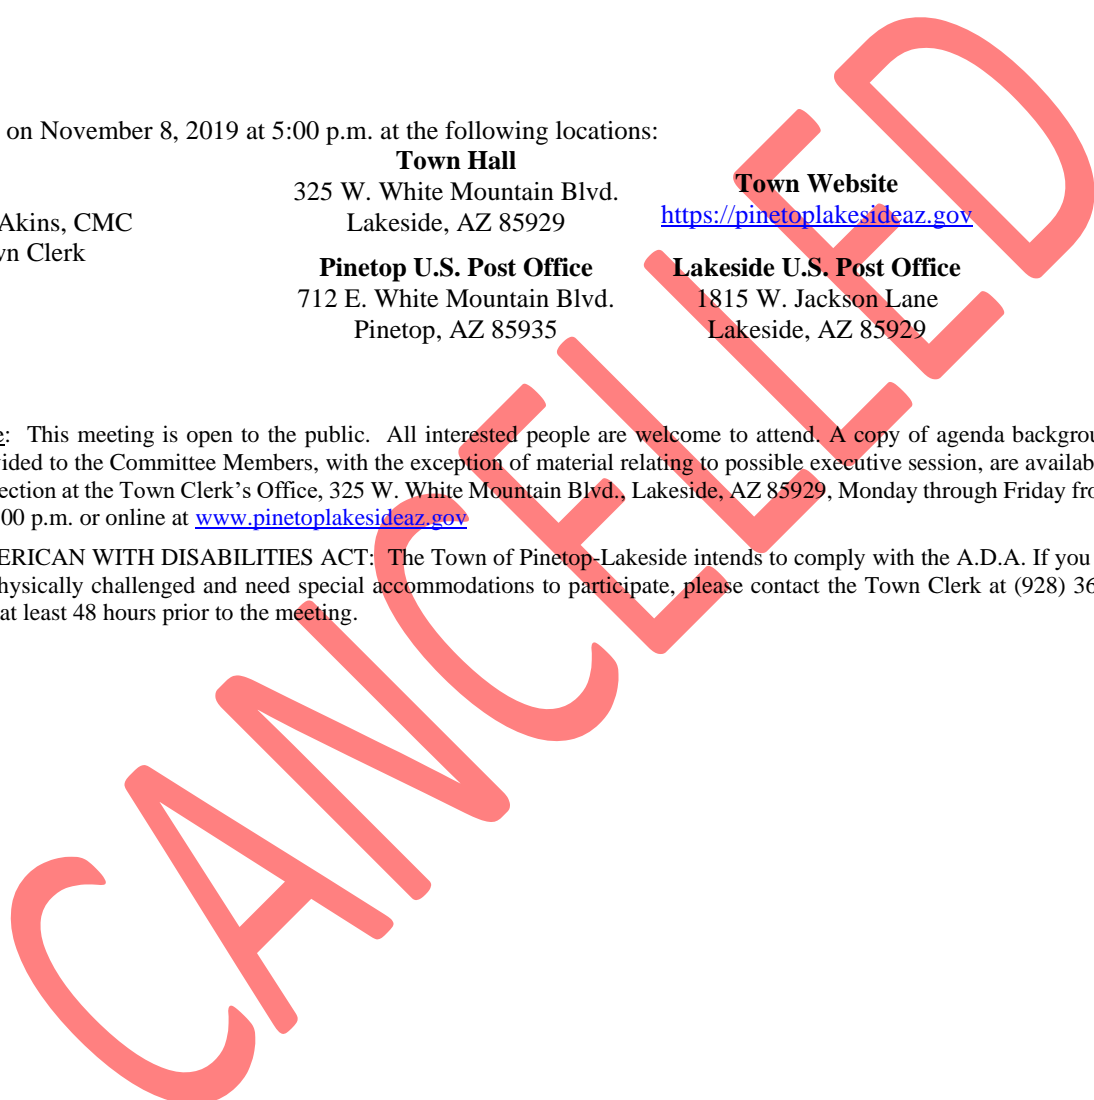 on November 8, 2019 at 5:00 p.m. at the following locations:
Town Hall
325 W. White Mountain Blvd.
Lakeside, AZ 85929
Town Website
https://pinetoplakesideaz.gov
Akins, CMC
Clerk
Pinetop U.S. Post Office
712 E. White Mountain Blvd.
Pinetop, AZ 85935
Lakeside U.S. Post Office
1815 W. Jackson Lane
Lakeside, AZ 85929
This meeting is open to the public. All interested people are welcome to attend. A copy of agenda
to the Committee Members, with the exception of material relating to possible executive session, are
at the Town Clerk's Office, 325 W. White Mountain Blvd., Lakeside, AZ 85929, Monday through Friday
:00 p.m. or online at www.pinetoplakesideaz.gov
WITH DISABILITIES ACT: The Town of Pinetop-Lakeside intends to comply with the A.D.A. If you
challenged and need special accommodations to participate, please contact the Town Clerk at (928) 36
at least 48 hours prior to the meeting.
CANCELLED